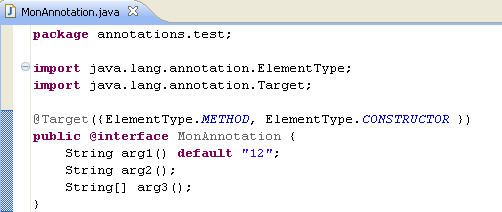 MonAnnotation.java
package annotations.test;
import java.lang.annotation.ElementType;
import java.lang.annotation.Target;
@Target({ElementType.METHOD, ElementType.CONSTRUCTOR })
public @interface MonAnnotation {
String arg1() default "12";
String arg2();
String[] arg3();
}